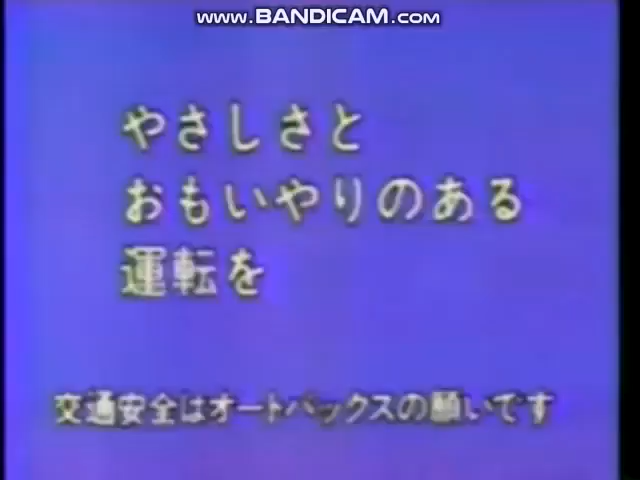 www.BANDICAM.com
やさしさと
おもいやりのある
運転を
交通安全はオートバックスの願いです